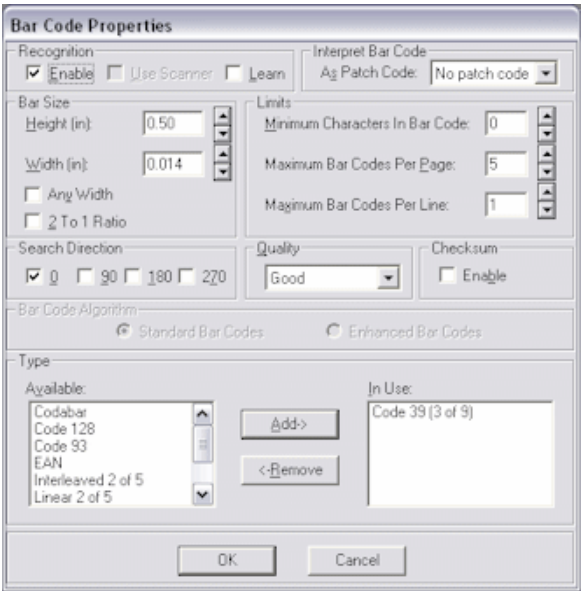 Bar Code Properties
Recognition
Enable Use Scanner Learn
Interpret Bar Code
As Patch Code: No patch code
Bar Size
Height (in): 0.50
Width (in): 0.014
Any Width
2 To 1 Ratio
Limits
Minimum Characters In Bar Code: 0
Maximum Bar Codes Per Page: 5
Maximum Bar Codes Per Line: 1
Search Direction
0 90 180 270
Quality
Good
Checksum
Enable
Bar Code Algorithm
Standard Bar Codes Enhanced Bar Codes
Type
Available:
Codabar
Code 128
Code 93
EAN
Interleaved 2 of 5
Linear 2 of 5
Add->
<-Remove
In Use:
Code 39 (3 of 9)
OK Cancel